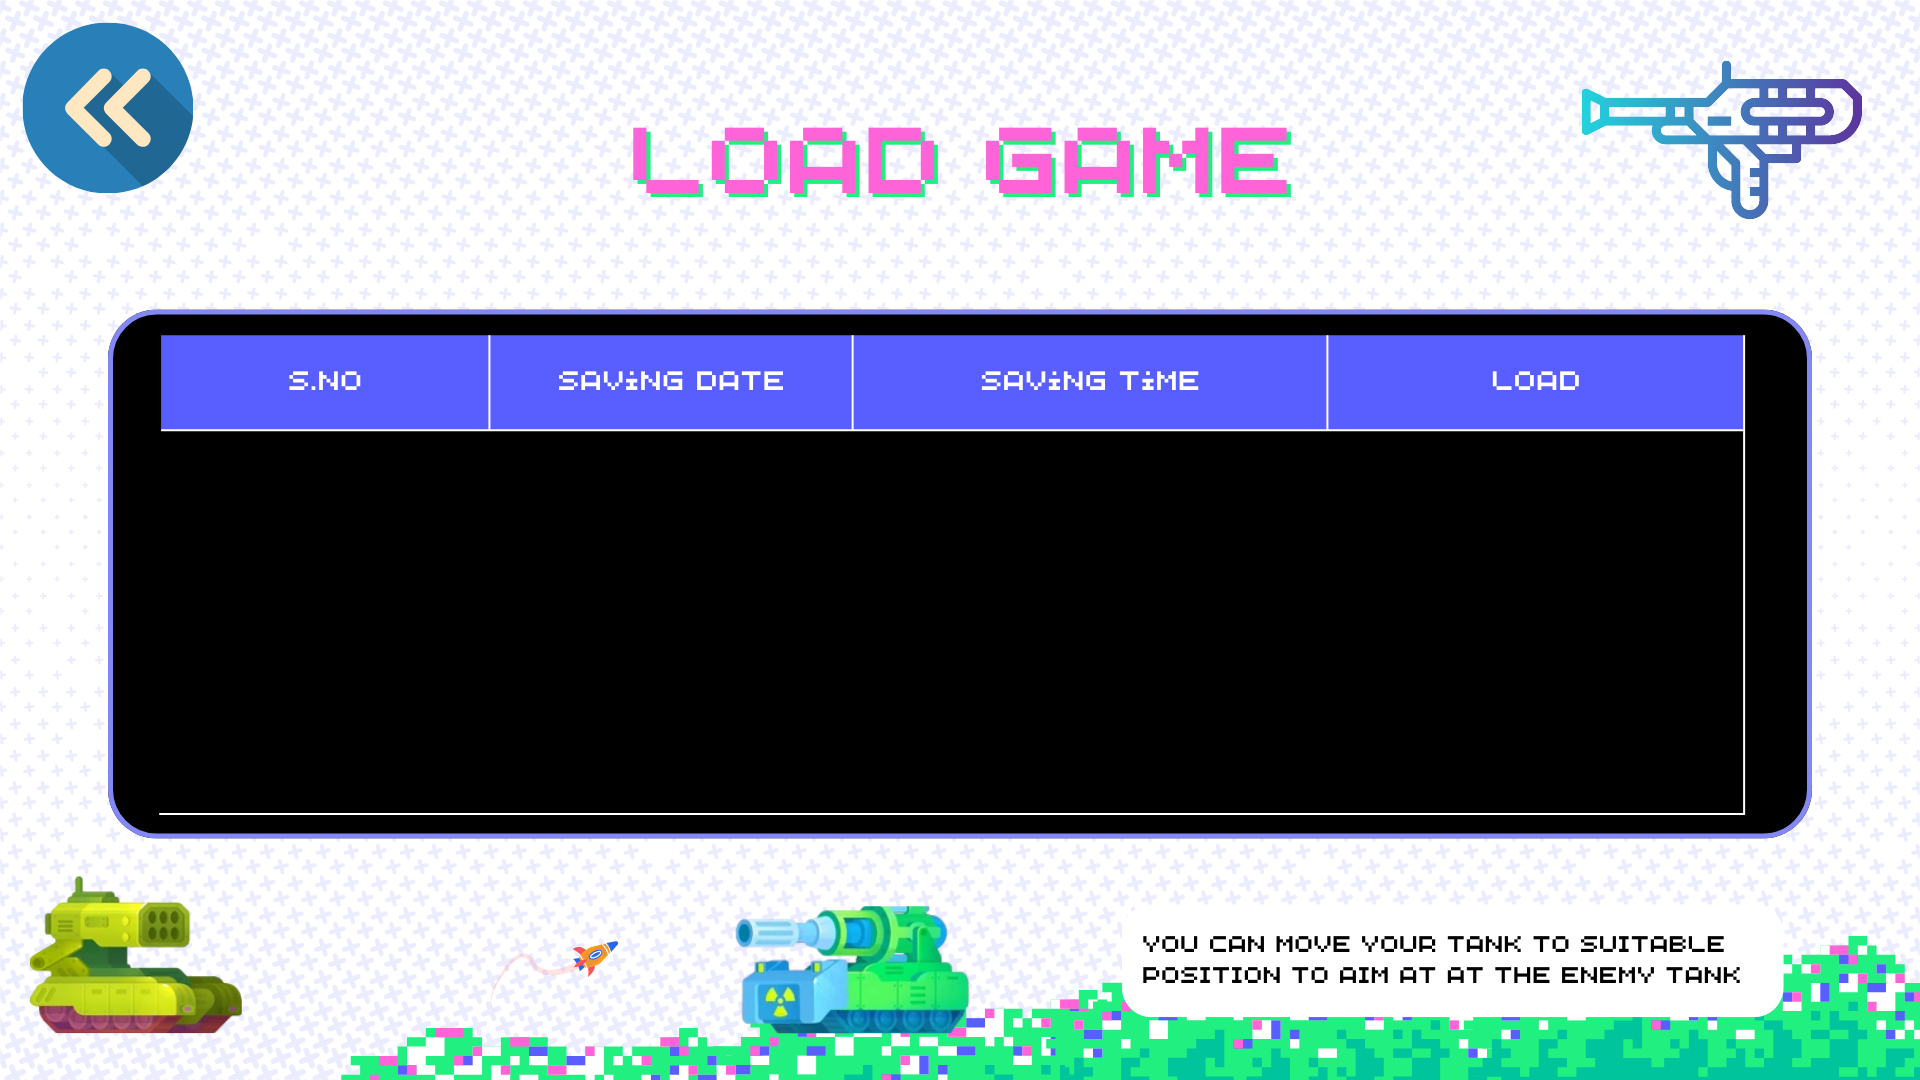 LOAD GAME
S.NO
SAViNG DATE
SAViNG TiME
LOAD
YOU CAN MOVE YOUR TANK TO SUITABLE
POSITION TO AIM AT AT THE ENEMY TANK